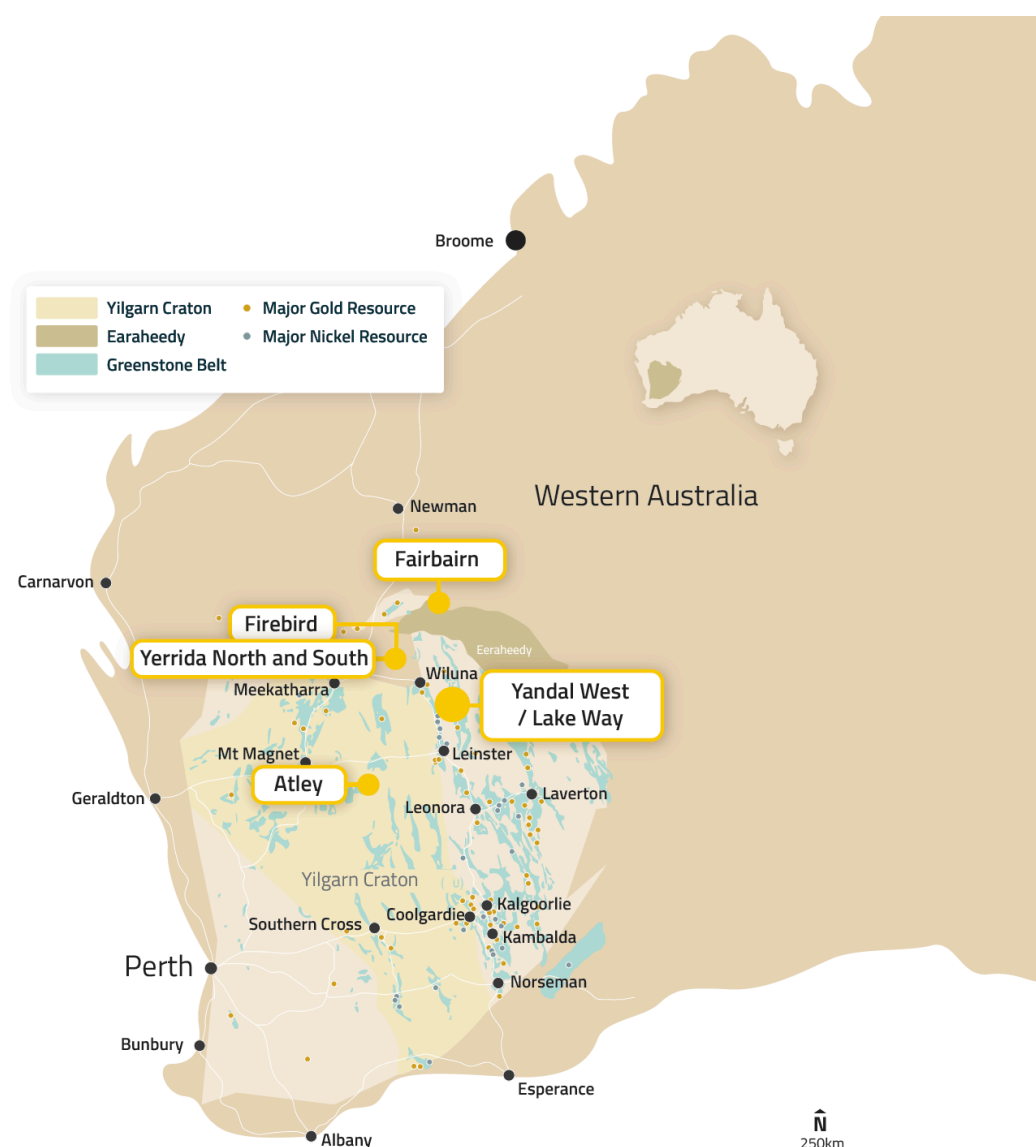 Broome
Yilgarn Craton
Major Gold Resource
Earaheedy
Major Nickel Resource
Greenstone Belt
Western Australia
Newman
Fairbairn
Carnarvon
Firebird
Yerrida North and South
Eeraheedy
Wiluna
Meekatharra
Yandal West
/ Lake Way
Mt Magnet
Leinster
Atley
Geraldton
Laverton
Leonora
Yilgarn Craton
Kalgoorlie
Coolgardie
Southern Cross
Kambalda
Perth
Norseman
Bunbury
Esperance
Albany
N
250km